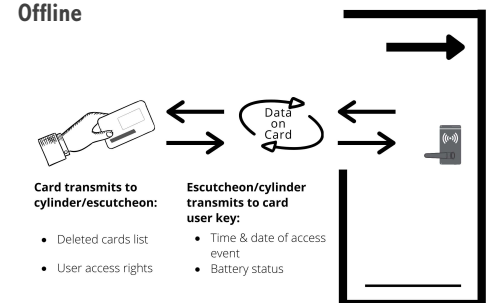 Offline
Data
on
Card
Card transmits to
cylinder/escutcheon:
• Deleted cards list
• User access rights
Escutcheon/cylinder
transmits to card
user key:
• Time & date of access
event
• Battery status